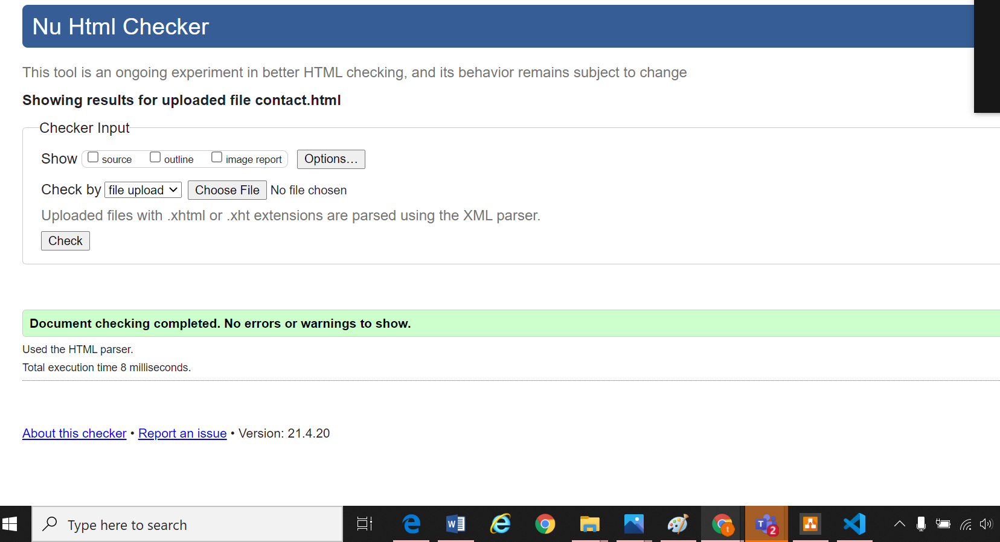 Nu Html Checker
This tool is an ongoing experiment in better HTML checking, and its behavior remains subject to change
Showing results for uploaded file contact.html
Checker Input
Show source outline image report Options...
Check by file upload Choose File No file chosen
Uploaded files with .xhtml or .xht extensions are parsed using the XML parser.
Check
Document checking completed. No errors or warnings to show.
Used the HTML parser.
Total execution time 8 milliseconds.
About this checker • Report an issue • Version: 21.4.20
Type here to search W t T 2